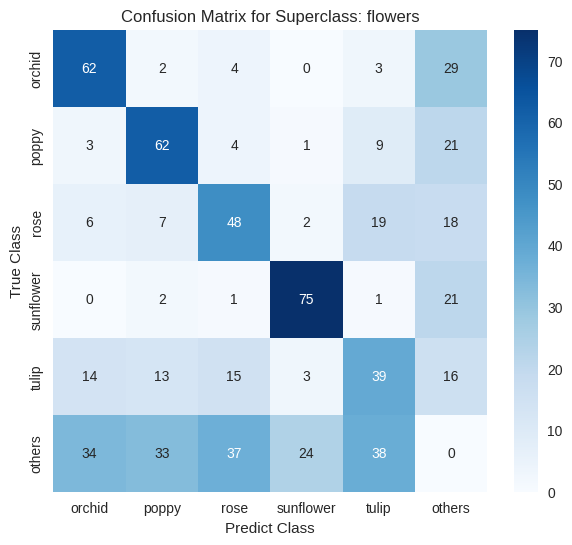 Confusion Matrix for Superclass: flowers
True Class
orchid 62 2 4 0 3 29
poppy 3 62 4 1 9 21
rose 6 7 48 2 19 18
sunflower 0 2 1 75 1 21
tulip 14 13 15 3 39 16
others 34 33 37 24 38 0
orchid poppy rose sunflower tulip others
Predict Class
70
60
50
40
30
20
10
0